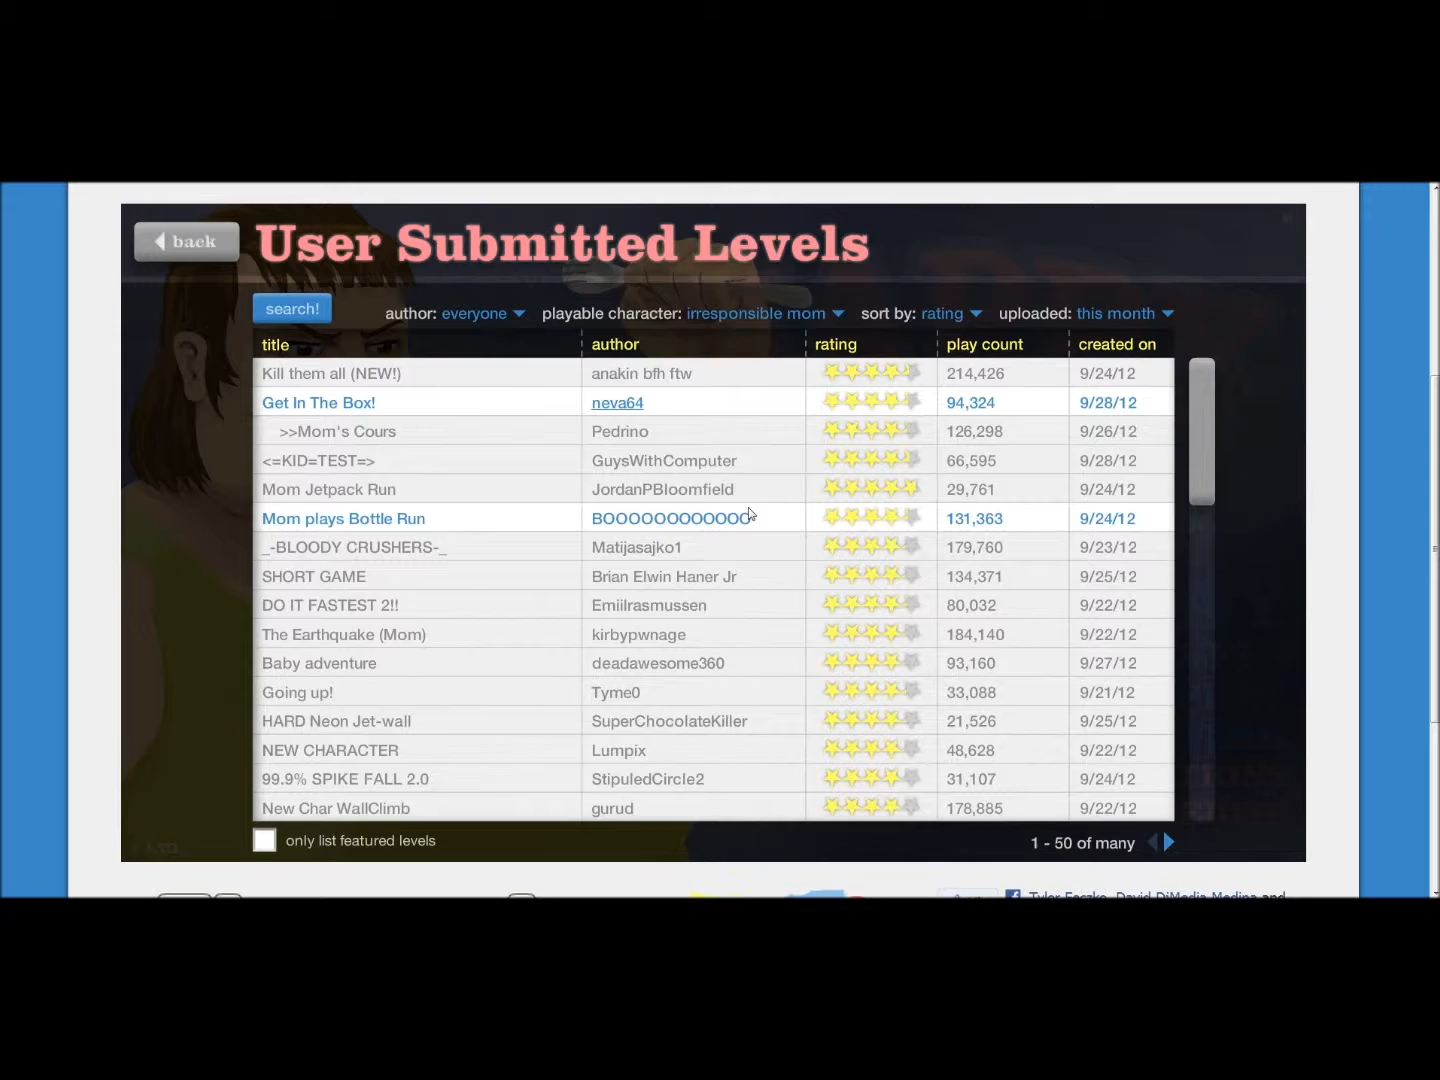 back
User Submitted Levels
search!
author: everyone playable character: irresponsible mom sort by: rating uploaded: this month
title author rating play count created on
Kill them all (NEW!) anakin bfh ftw 214,426 9/24/12
Get In The Box! neva64 94,324 9/28/12
>>Mom's Cours Pedrino 126,298 9/26/12
<=KID=TEST=> GuysWithComputer 66,595 9/28/12
Mom Jetpack Run JordanPBloomfield 29,761 9/24/12
Mom plays Bottle Run BOOOOOOOOOOOO 131,363 9/24/12
_-BLOODY CRUSHERS-_ Matijasajko1 179,760 9/23/12
SHORT GAME Brian Elwin Haner Jr 134,371 9/25/12
DO IT FASTEST 2!! Emiilrasmussen 80,032 9/22/12
The Earthquake (Mom) kirbypwnage 184,140 9/22/12
Baby adventure deadawesome360 93,160 9/27/12
Going up! Tyme0 33,088 9/21/12
HARD Neon Jet-wall SuperChocolateKiller 21,526 9/25/12
NEW CHARACTER Lumpix 48,628 9/22/12
99.9% SPIKE FALL 2.0 StipuledCircle2 31,107 9/24/12
New Char WallClimb gurud 178,885 9/22/12
only list featured levels 1 - 50 of many
Tyler Feczko, David DiMedia Medina and